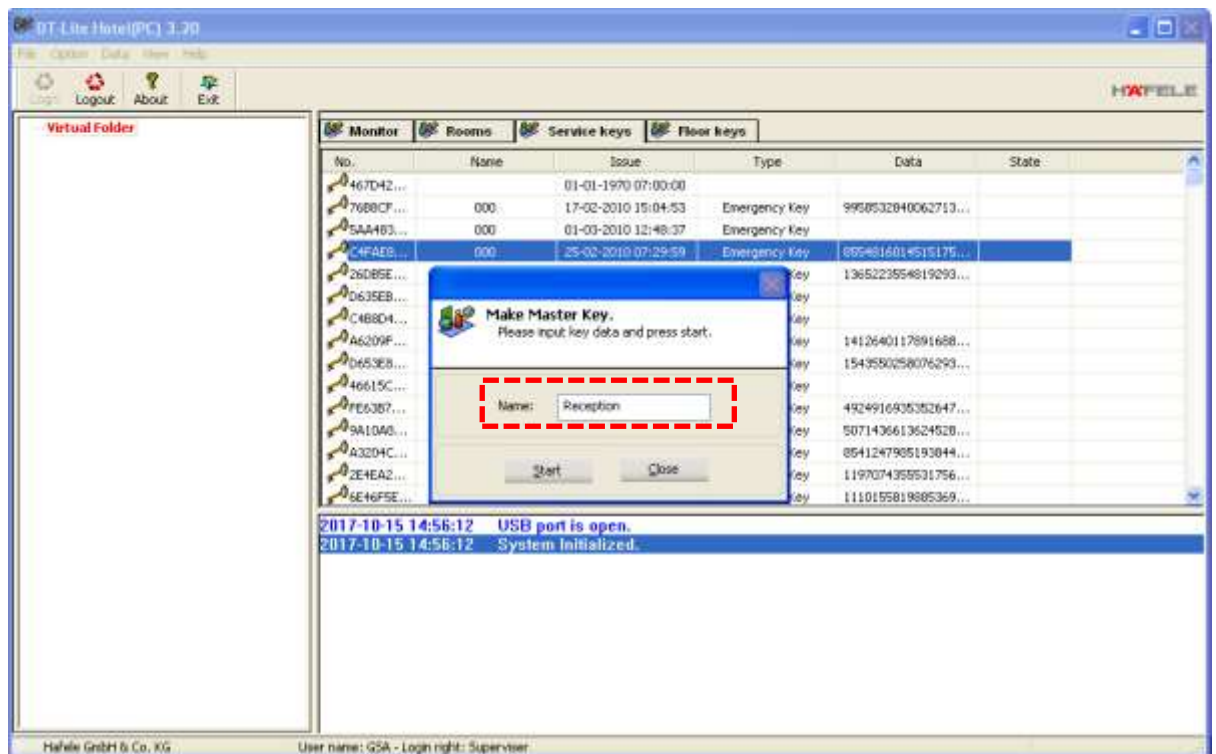 DT-Lite Hotel(PC) 3.20
File Option Data View Help
Login Logout About Exit
HÄFELE
Virtual Folder
Monitor Rooms Service keys Floor keys
No. Name Issue Type Data State
467D42... 01-01-1970 07:00:00
76B8CF... 000 17-02-2010 15:04:53 Emergency Key 9958532840062713...
5AA483... 000 01-03-2010 12:48:37 Emergency Key
C4FAE8... 000 25-02-2010 07:29:59 Emergency Key 8554816014515175...
26DB5E... Key 1365223554819293...
D635EB... Key
C4B8D4... Key
A6209F... Key 1412640117891688...
D653E8... Key 1543550258076293...
46615C... Key
FE63B7... Key 4924916935352647...
9A10A8... Key 5071436613624528...
A3204C... Key 8541247985193844...
2E4EA2... Key 1197074355531756...
6E46F5E... Key 1110155819885369...
Make Master Key.
Please input key data and press start.
Name: Reception
Start Close
2017-10-15 14:56:12 USB port is open.
2017-10-15 14:56:12 System Initialized.
Hafele GmbH & Co. KG User name: GSA - Login right: Superviser